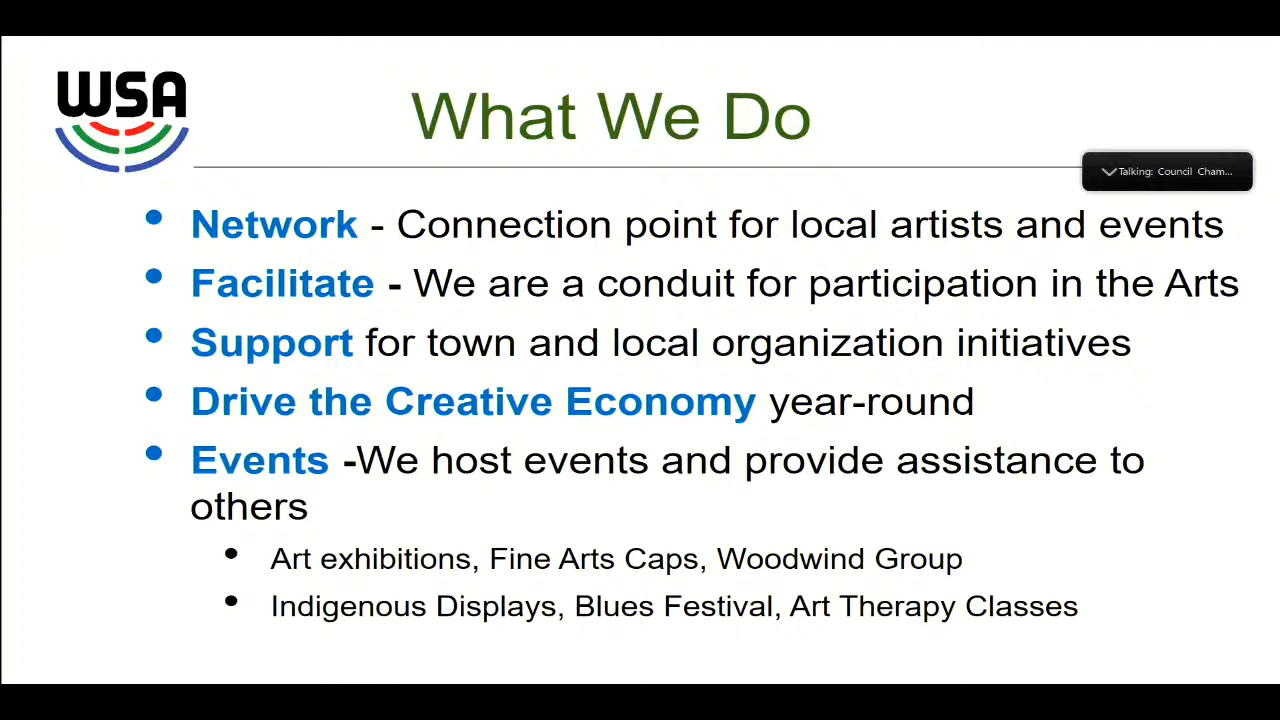 WSA
What We Do
Talking: Council Cham...
• Network - Connection point for local artists and events
• Facilitate - We are a conduit for participation in the Arts
• Support for town and local organization initiatives
• Drive the Creative Economy year-round
• Events -We host events and provide assistance to
others
• Art exhibitions, Fine Arts Caps, Woodwind Group
• Indigenous Displays, Blues Festival, Art Therapy Classes